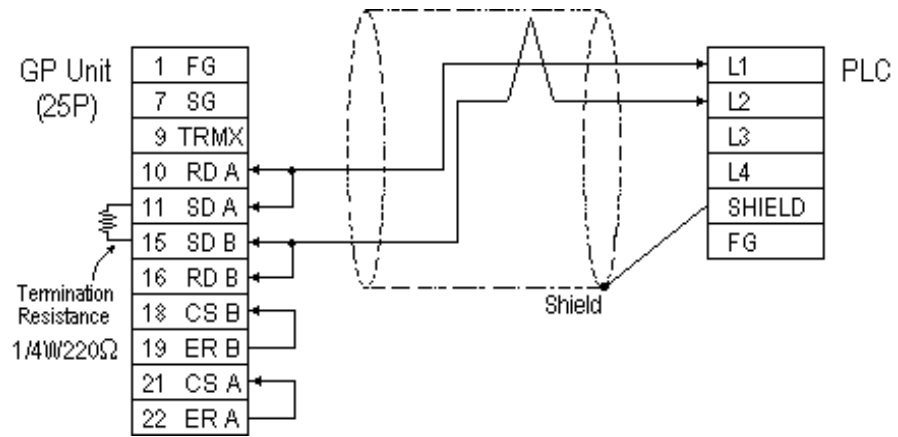 GP Unit
(25P)
1 FG
7 SG
9 TRMX
10 RD A
11 SD A
15 SD B
16 RD B
18 CS B
19 ER B
21 CS A
22 ER A
Termination
Resistance
1/4W220Ω
Shield
L1
L2
L3
L4
SHIELD
FG
PLC